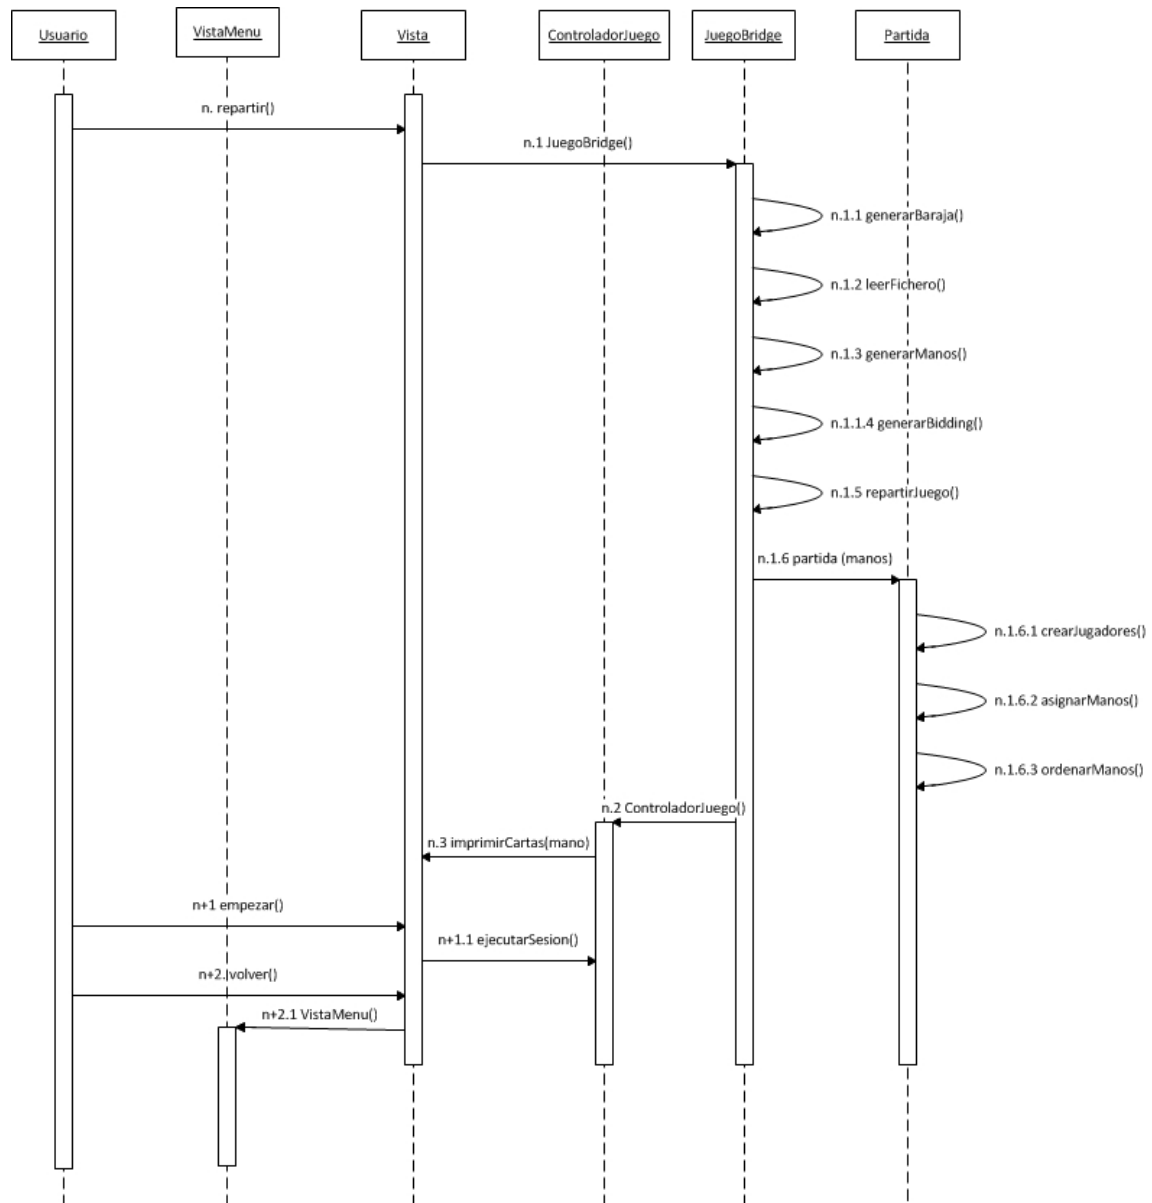 Usuario
VistaMenu
Vista
ControladorJuego
JuegoBridge
Partida
n. repartir()
n.1 JuegoBridge()
n.1.1 generarBaraja()
n.1.2 leerFichero()
n.1.3 generarManos()
n.1.1.4 generarBidding()
n.1.5 repartirJuego()
n.1.6 partida (manos)
n.1.6.1 crearJugadores()
n.1.6.2 asignarManos()
n.1.6.3 ordenarManos()
n.2 ControladorJuego()
n.3 imprimirCartas(mano)
n+1 empezar()
n+1.1 ejecutarSesion()
n+2. volver()
n+2.1 VistaMenu()